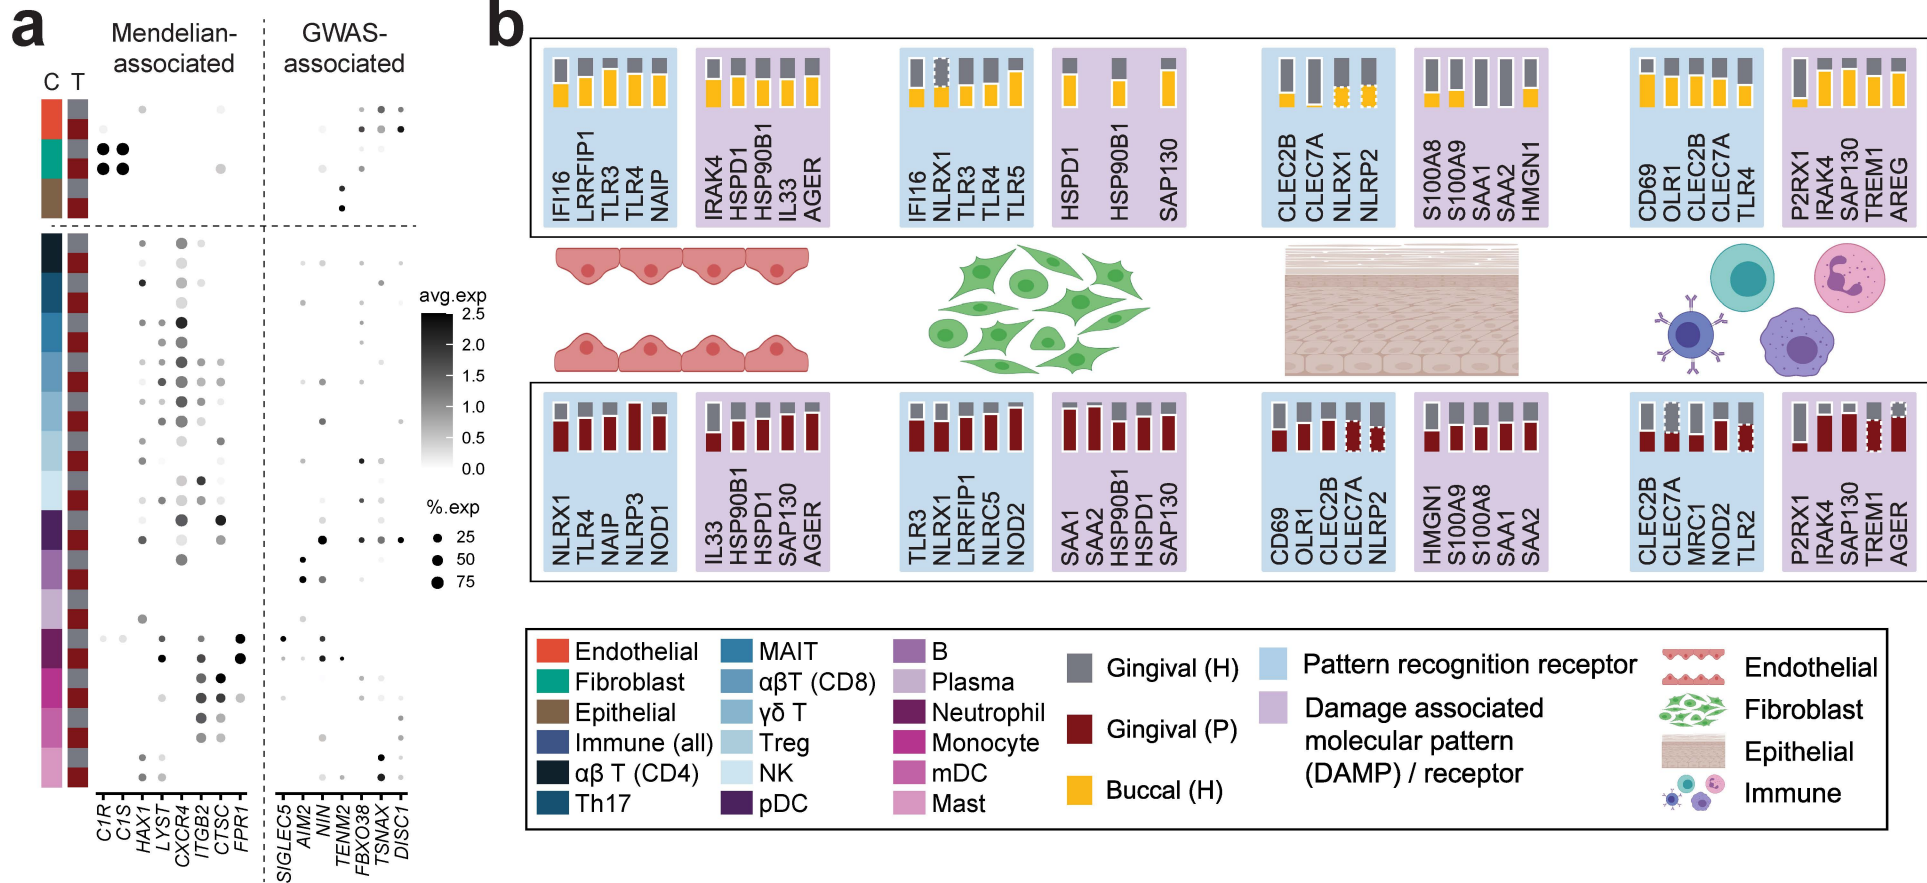 a
Mendelian-
associated
GWAS-
associated
C T
avg.exp
2.5
2.0
1.5
1.0
0.5
0.0
%.exp
25
50
75
C1R
C1S
HAX1
LYST
CXCR4
ITGB2
CTSC
FPR1
SIGLEC5
AIM2
NIN
TENM2
FBXO38
TSNAX
DISC1
b
IFI16
LRRFIP1
TLR3
TLR4
NAIP
IRAK4
HSPD1
HSP90B1
IL33
AGER
IFI16
NLRX1
TLR3
TLR4
TLR5
HSPD1
HSP90B1
SAP130
CLEC2B
CLEC7A
NLRX1
NLRP2
S100A8
S100A9
SAA1
SAA2
HMGN1
CD69
OLR1
CLEC2B
CLEC7A
TLR4
P2RX1
IRAK4
SAP130
TREM1
AREG
NLRX1
TLR4
NAIP
NLRP3
NOD1
IL33
HSP90B1
HSPD1
SAP130
AGER
TLR3
NLRX1
LRRFIP1
NLRC5
NOD2
SAA1
SAA2
HSP90B1
HSPD1
SAP130
CD69
OLR1
CLEC2B
CLEC7A
NLRP2
HMGN1
S100A9
S100A8
SAA1
SAA2
CLEC2B
CLEC7A
MRC1
NOD2
TLR2
P2RX1
IRAK4
SAP130
TREM1
AGER
Endothelial
Fibroblast
Epithelial
Immune (all)
αβ T (CD4)
Th17
MAIT
αβT (CD8)
γδ T
Treg
NK
pDC
B
Plasma
Neutrophil
Monocyte
mDC
Mast
Gingival (H)
Gingival (P)
Buccal (H)
Pattern recognition receptor
Damage associated
molecular pattern
(DAMP) / receptor
Endothelial
Fibroblast
Epithelial
Immune